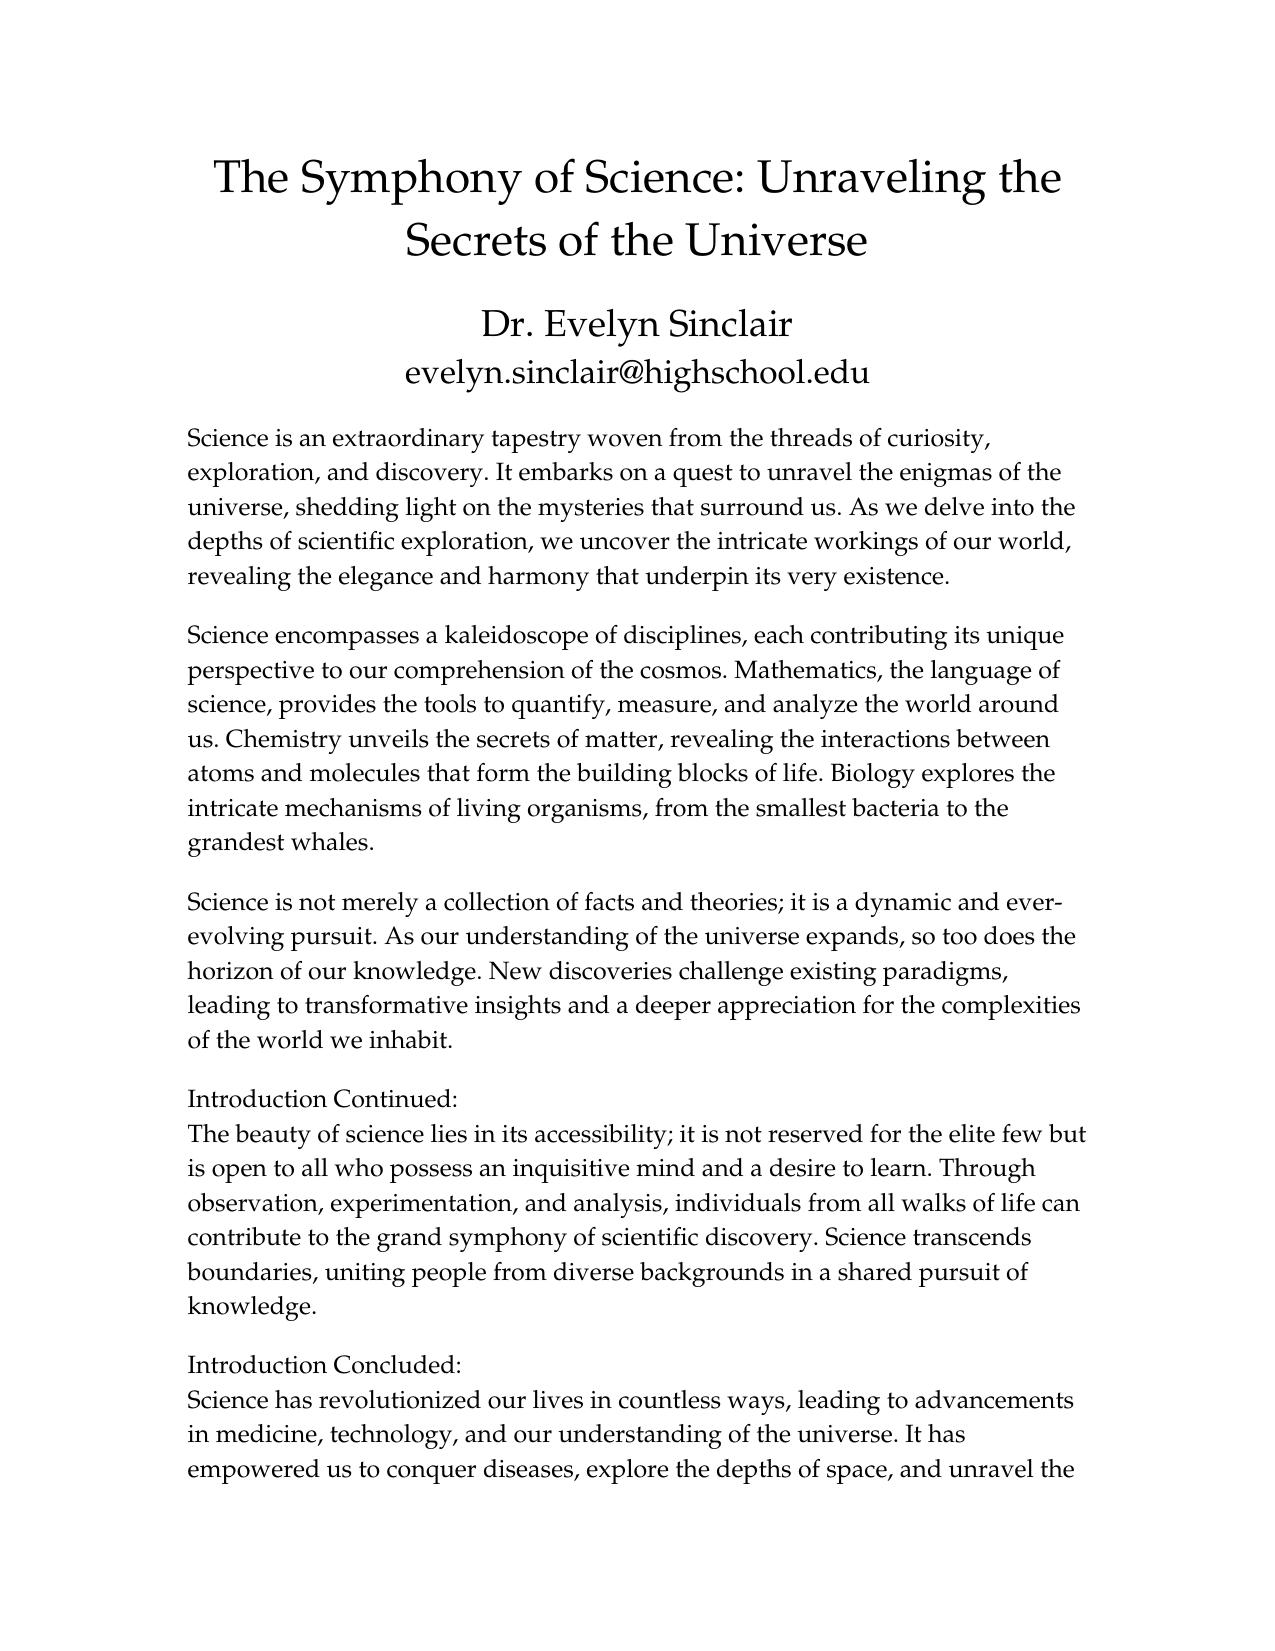 The Symphony of Science: Unraveling the
Secrets of the Universe
Dr. Evelyn Sinclair
evelyn.sinclair@highschool.edu
Science is an extraordinary tapestry woven from the threads of curiosity,
exploration, and discovery. It embarks on a quest to unravel the enigmas of the
universe, shedding light on the mysteries that surround us. As we delve into the
depths of scientific exploration, we uncover the intricate workings of our world,
revealing the elegance and harmony that underpin its very existence.
Science encompasses a kaleidoscope of disciplines, each contributing its unique
perspective to our comprehension of the cosmos. Mathematics, the language of
science, provides the tools to quantify, measure, and analyze the world around
us. Chemistry unveils the secrets of matter, revealing the interactions between
atoms and molecules that form the building blocks of life. Biology explores the
intricate mechanisms of living organisms, from the smallest bacteria to the
grandest whales.
Science is not merely a collection of facts and theories; it is a dynamic and ever-
evolving pursuit. As our understanding of the universe expands, so too does the
horizon of our knowledge. New discoveries challenge existing paradigms,
leading to transformative insights and a deeper appreciation for the complexities
of the world we inhabit.
Introduction Continued:
The beauty of science lies in its accessibility; it is not reserved for the elite few but
is open to all who possess an inquisitive mind and a desire to learn. Through
observation, experimentation, and analysis, individuals from all walks of life can
contribute to the grand symphony of scientific discovery. Science transcends
boundaries, uniting people from diverse backgrounds in a shared pursuit of
knowledge.
Introduction Concluded:
Science has revolutionized our lives in countless ways, leading to advancements
in medicine, technology, and our understanding of the universe. It has
empowered us to conquer diseases, explore the depths of space, and unravel the